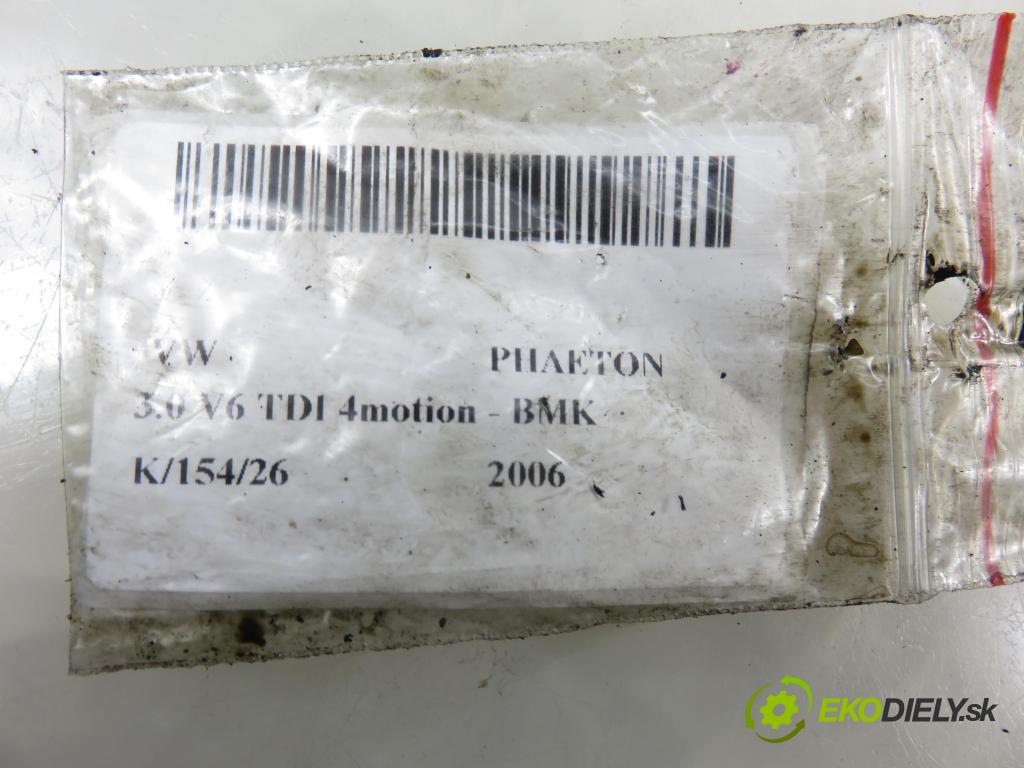 VW PHAETON
3.0 V6 TDI 4motion - BMK
K/154/26 2006
EKODIELY.sk